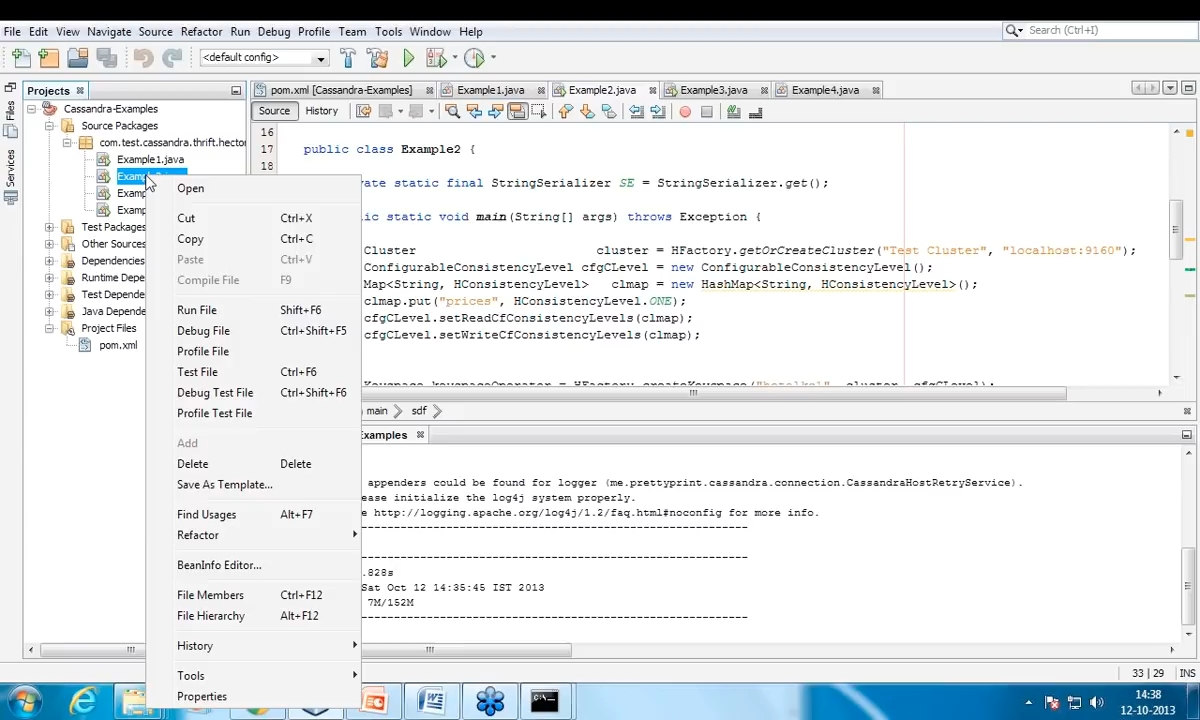 File Edit View Navigate Source Refactor Run Debug Profile Team Tools Window Help
Search (Ctrl+I)
<default config>
Projects
pom.xml [Cassandra-Examples] Example1.java Example2.java Example3.java Example4.java
Files
Services
Cassandra-Examples
Source Packages
com.test.cassandra.thrift.hector
Example1.java
Exam
Exam
Exam
Test Packages
Other Sources
Dependencies
Runtime Depe
Test Depende
Java Depende
Project Files
pom.xml
Source History
16
17 public class Example2 {
18
vate static final StringSerializer SE = StringSerializer.get();
lic static void main(String[] args) throws Exception {
Cluster cluster = HFactory.getOrCreateCluster("Test Cluster", "localhost:9160");
ConfigurableConsistencyLevel cfgCLevel = new ConfigurableConsistencyLevel();
Map<String, HConsistencyLevel> clmap = new HashMap<String, HConsistencyLevel>();
clmap.put("prices", HConsistencyLevel.ONE);
cfgCLevel.setReadCfConsistencyLevels(clmap);
cfgCLevel.setWriteCfConsistencyLevels(clmap);
main sdf
Open
Cut Ctrl+X
Copy Ctrl+C
Paste Ctrl+V
Compile File F9
Run File Shift+F6
Debug File Ctrl+Shift+F5
Profile File
Test File Ctrl+F6
Debug Test File Ctrl+Shift+F6
Profile Test File
Add
Delete Delete
Save As Template...
Find Usages Alt+F7
Refactor
BeanInfo Editor...
File Members Ctrl+F12
File Hierarchy Alt+F12
History
Tools
Properties
Examples
appenders could be found for logger (me.prettyprint.cassandra.connection.CassandraHostRetryService).
ease initialize the log4j system properly.
e http://logging.apache.org/log4j/1.2/faq.html#noconfig for more info.
------------------------------------------------
------------------------------------------------
.828s
Sat Oct 12 14:35:45 IST 2013
7M/152M
------------------------------------------------
33 | 29 INS
14:38
12-10-2013